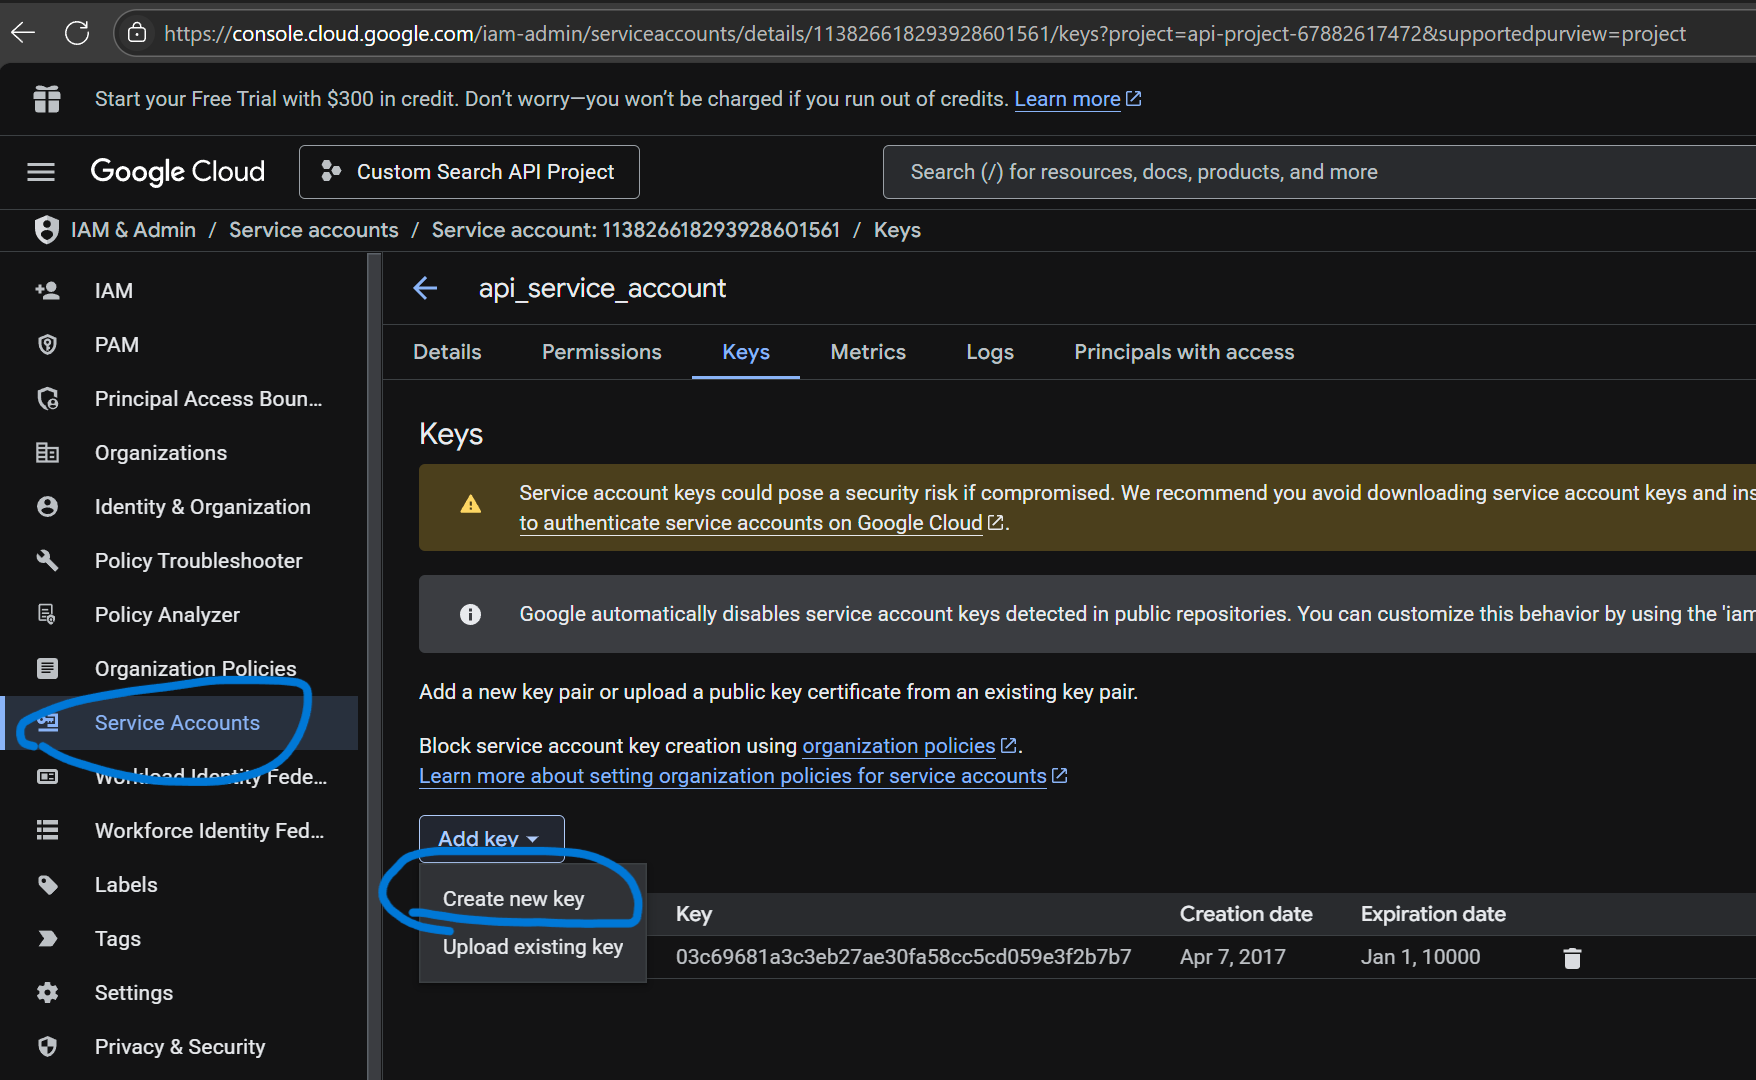 https://console.cloud.google.com/iam-admin/serviceaccounts/details/113826618293928601561/keys?project=api-project-678826174728&supportedpurview=project
Start your Free Trial with $300 in credit. Don’t worry—you won’t be charged if you run out of credits. Learn more
Google Cloud
Custom Search API Project
Search (/) for resources, docs, products, and more
IAM & Admin / Service accounts / Service account: 113826618293928601561 / Keys
IAM
PAM
Principal Access Boun...
Organizations
Identity & Organization
Policy Troubleshooter
Policy Analyzer
Organization Policies
Service Accounts
Workload Identity Fede...
Workforce Identity Fed...
Labels
Tags
Settings
Privacy & Security
api_service_account
Details
Permissions
Keys
Metrics
Logs
Principals with access
Keys
Service account keys could pose a security risk if compromised. We recommend you avoid downloading service account keys and ins
to authenticate service accounts on Google Cloud.
Google automatically disables service account keys detected in public repositories. You can customize this behavior by using the 'iam
Add a new key pair or upload a public key certificate from an existing key pair.
Block service account key creation using organization policies.
Learn more about setting organization policies for service accounts
Add key
Create new key
Upload existing key
Key Creation date Expiration date
03c69681a3c3eb27ae30fa58cc5cd059e3f2b7b7 Apr 7, 2017 Jan 1, 10000